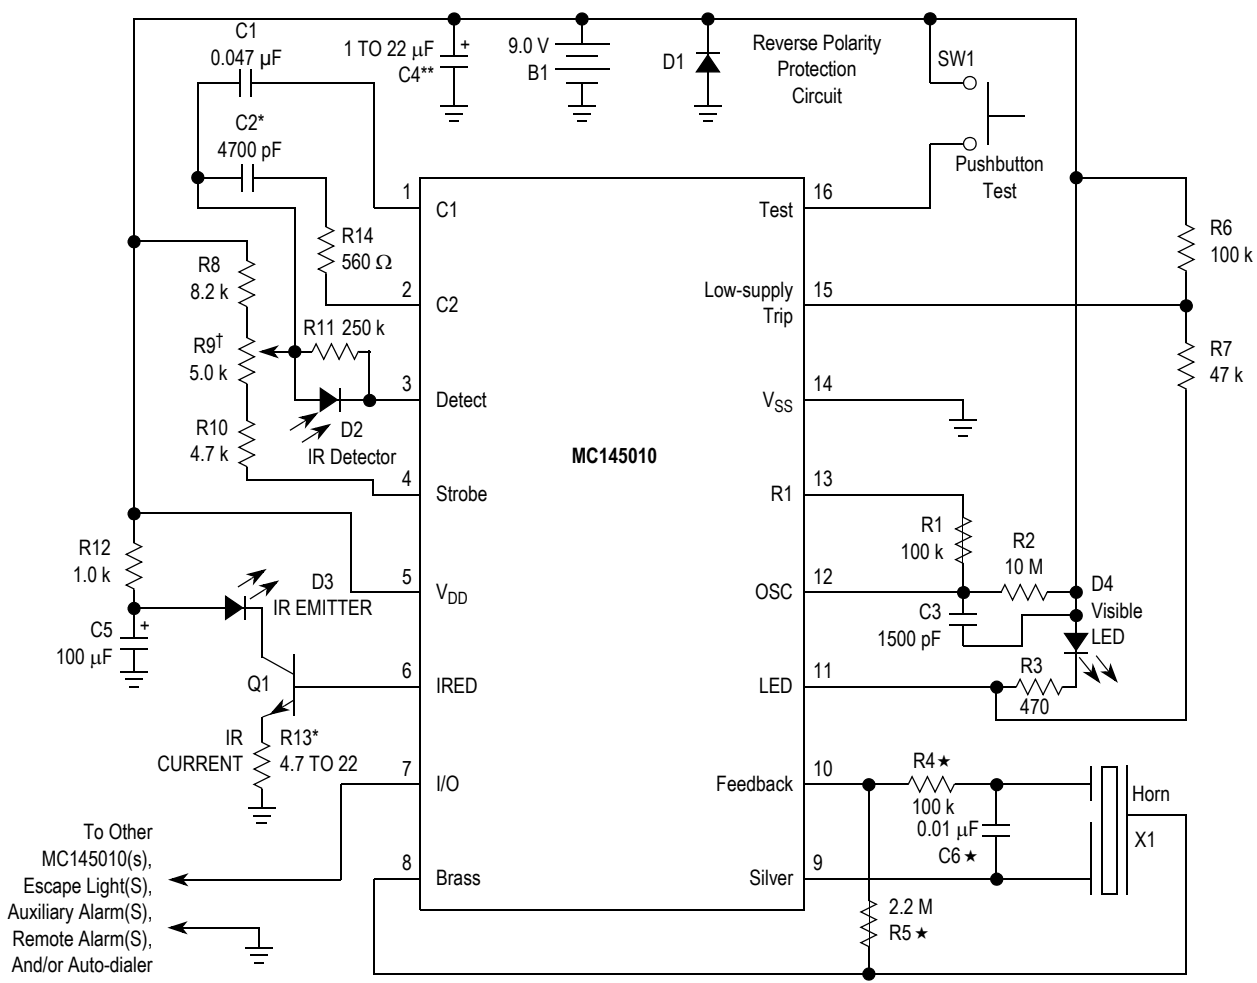 C1
0.047 µF
1 TO 22 µF
+
C4**
9.0 V
B1
D1
Reverse Polarity
Protection
Circuit
SW1
Pushbutton
Test
C2*
4700 pF
R14
560 Ω
R8
8.2 k
R9†
5.0 k
R10
4.7 k
R11 250 k
D2
IR Detector
1
C1
2
C2
3
Detect
4
Strobe
5
VDD
6
IRED
7
I/O
8
Brass
MC145010
16
Test
15
Low-supply
Trip
14
VSS
13
R1
12
OSC
11
LED
10
Feedback
9
Silver
R6
100 k
R7
47 k
R1
100 k
R2
10 M
C3
1500 pF
D4
Visible
LED
R3
470
R12
1.0 k
+
C5
100 µF
D3
IR EMITTER
Q1
IR
CURRENT
R13*
4.7 TO 22
R4★
100 k
0.01 µF
C6★
2.2 M
R5★
Horn
X1
To Other
MC145010(s),
Escape Light(S),
Auxiliary Alarm(S),
Remote Alarm(S),
And/or Auto-dialer